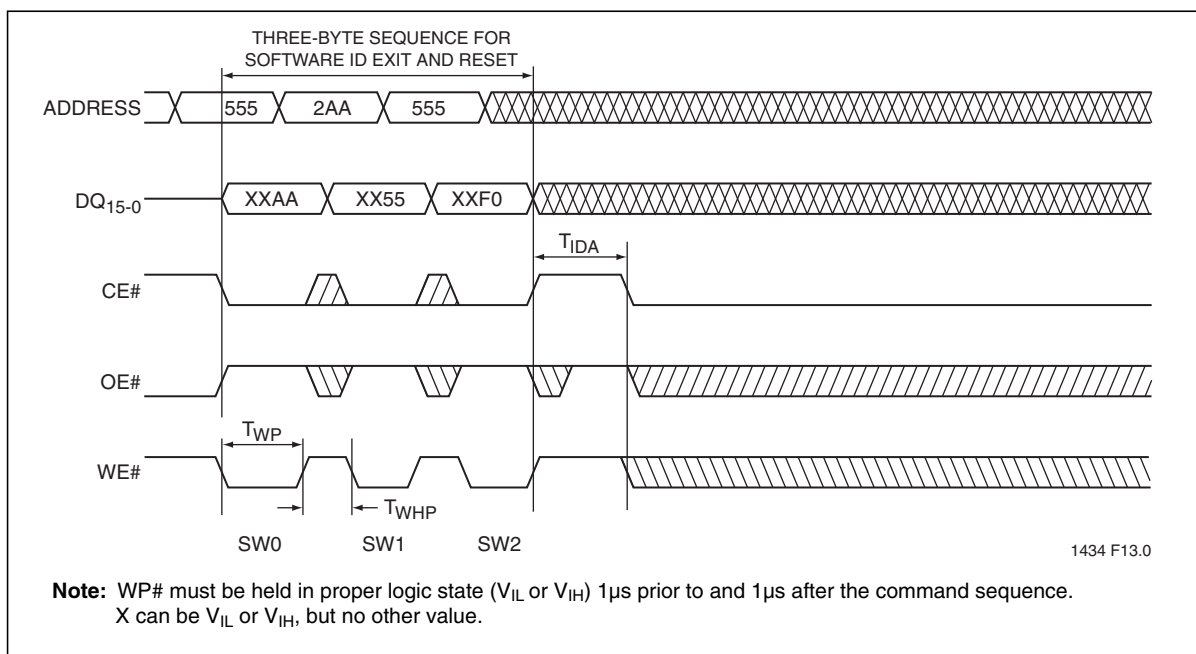 THREE-BYTE SEQUENCE FOR
SOFTWARE ID EXIT AND RESET
ADDRESS 555 2AA 555
DQ15-0 XXAA XX55 XXF0
TIDA
CE#
OE#
TWP
WE#
TWHP
SW0 SW1 SW2
1434 F13.0
Note: WP# must be held in proper logic state (VIL or VIH) 1µs prior to and 1µs after the command sequence.
X can be VIL or VIH, but no other value.